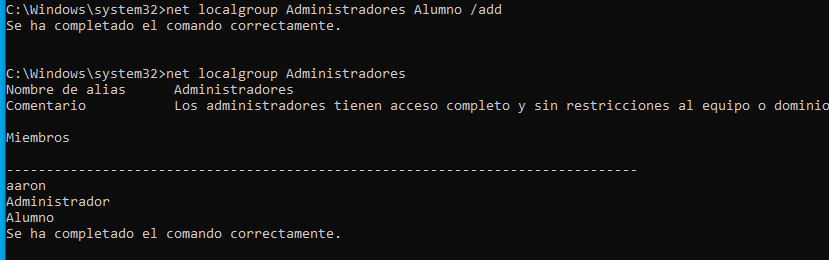 C:\Windows\system32>net localgroup Administradores Alumno /add
Se ha completado el comando correctamente.
C:\Windows\system32>net localgroup Administradores
Nombre de alias      Administradores
Comentario           Los administradores tienen acceso completo y sin restricciones al equipo o dominio
Miembros
-------------------------------------------------------------------------------
aaron
Administrador
Alumno
Se ha completado el comando correctamente.